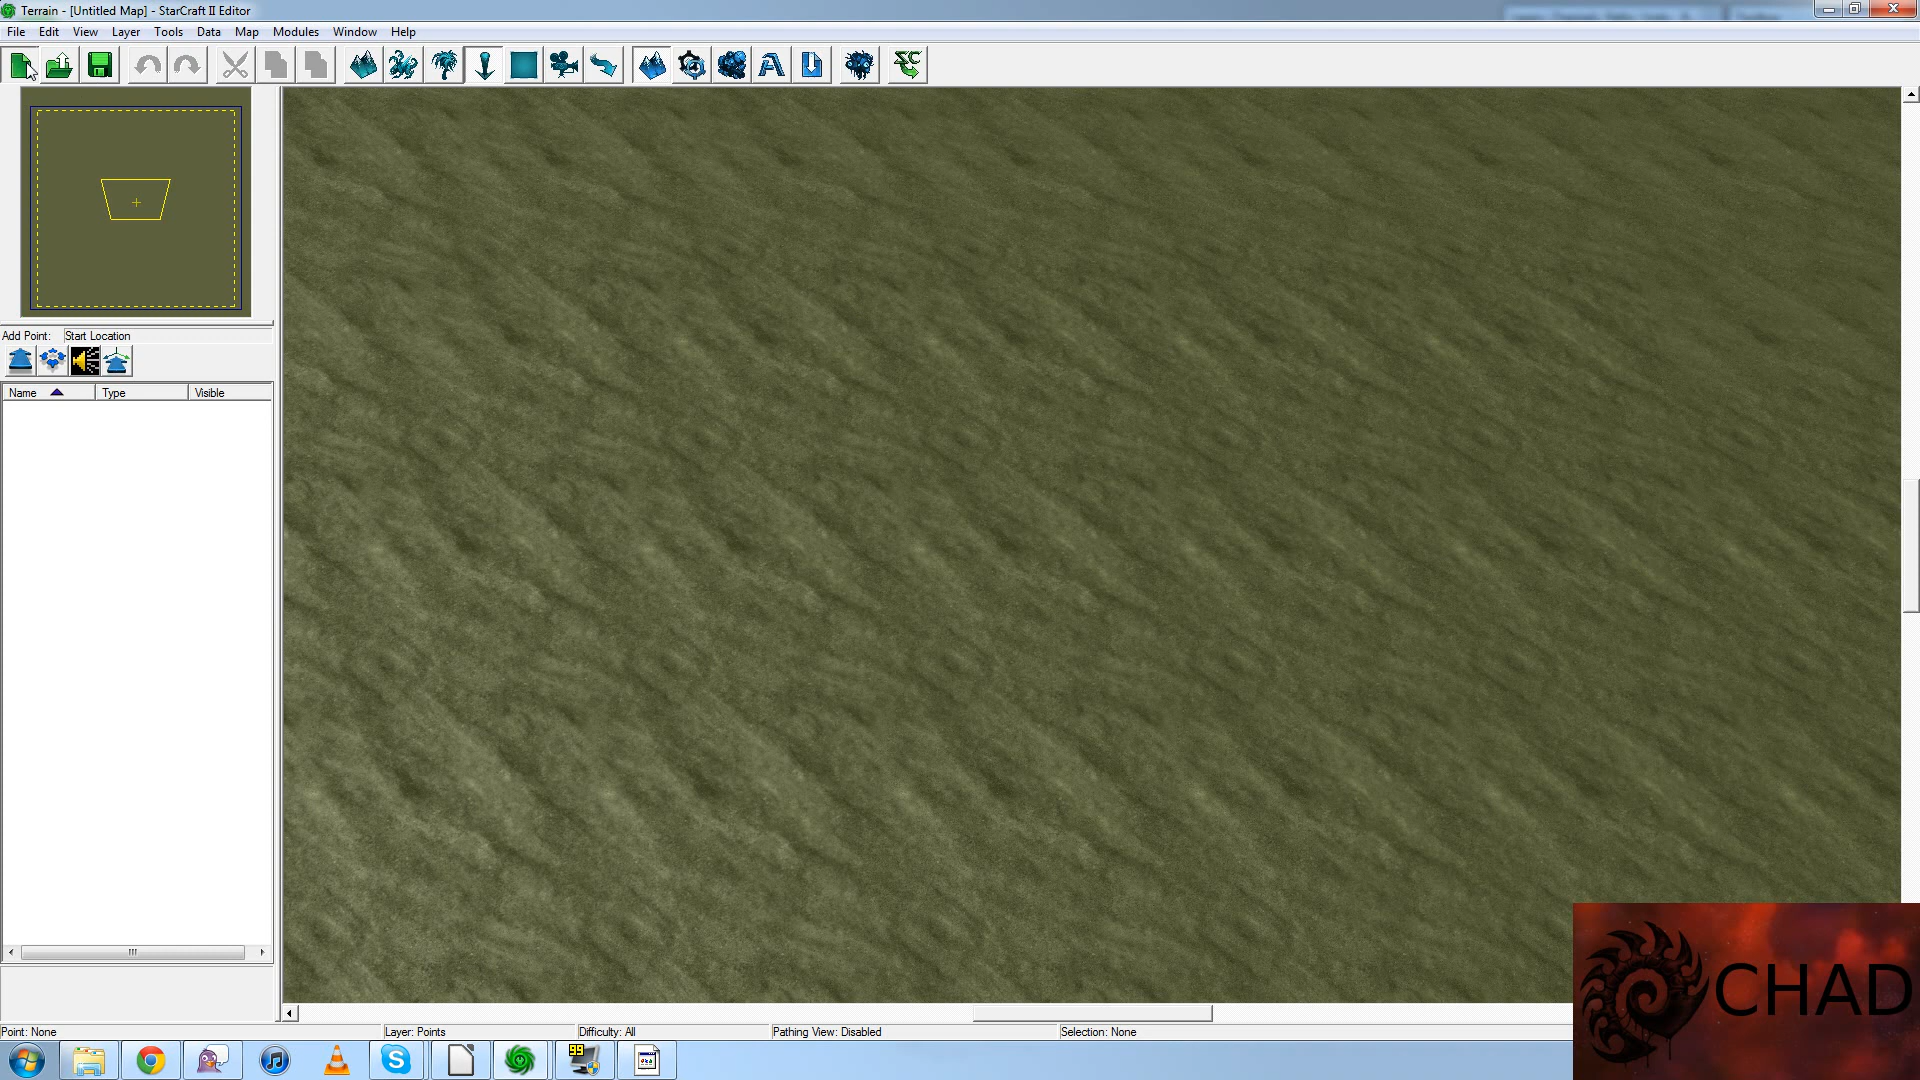 Terrain - [Untitled Map] - StarCraft II Editor
File Edit View Layer Tools Data Map Modules Window Help
Add Point: Start Location
Name Type Visible
CHAD
Point: None Layer: Points Difficulty: All Pathing View: Disabled Selection: None
99